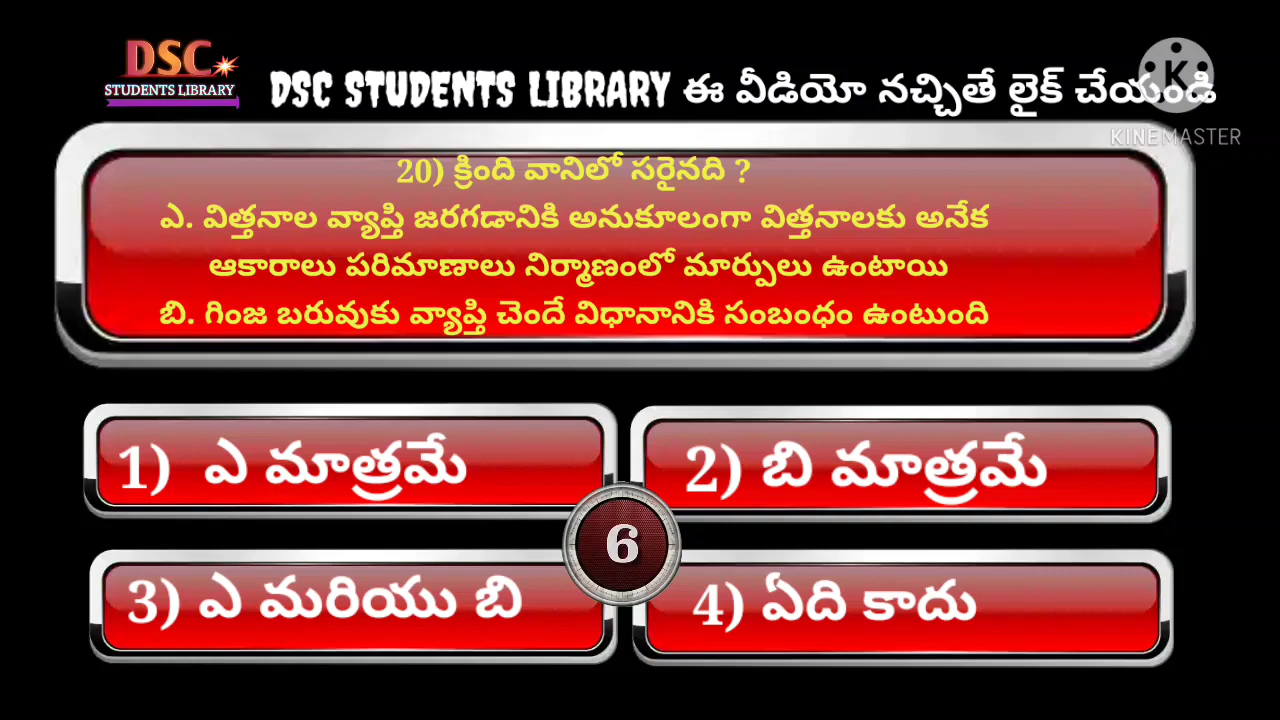 DSC
STUDENTS LIBRARY
DSC STUDENTS LIBRARY ఈ వీడియో నచ్చితే లైక్ చేయండి
K
KINEMASTER
20) క్రింది వానిలో సరైనది ?
ఎ. విత్తనాల వ్యాప్తి జరగడానికి అనుకూలంగా విత్తనాలకు అనేక
ఆకారాలు పరిమాణాలు నిర్మాణంలో మార్పులు ఉంటాయి
బి. గింజ బరువుకు వ్యాప్తి చెందే విధానానికి సంబంధం ఉంటుంది
1) ఎ మాత్రమే
2) బి మాత్రమే
6
3) ఎ మరియు బి
4) ఏది కాదు